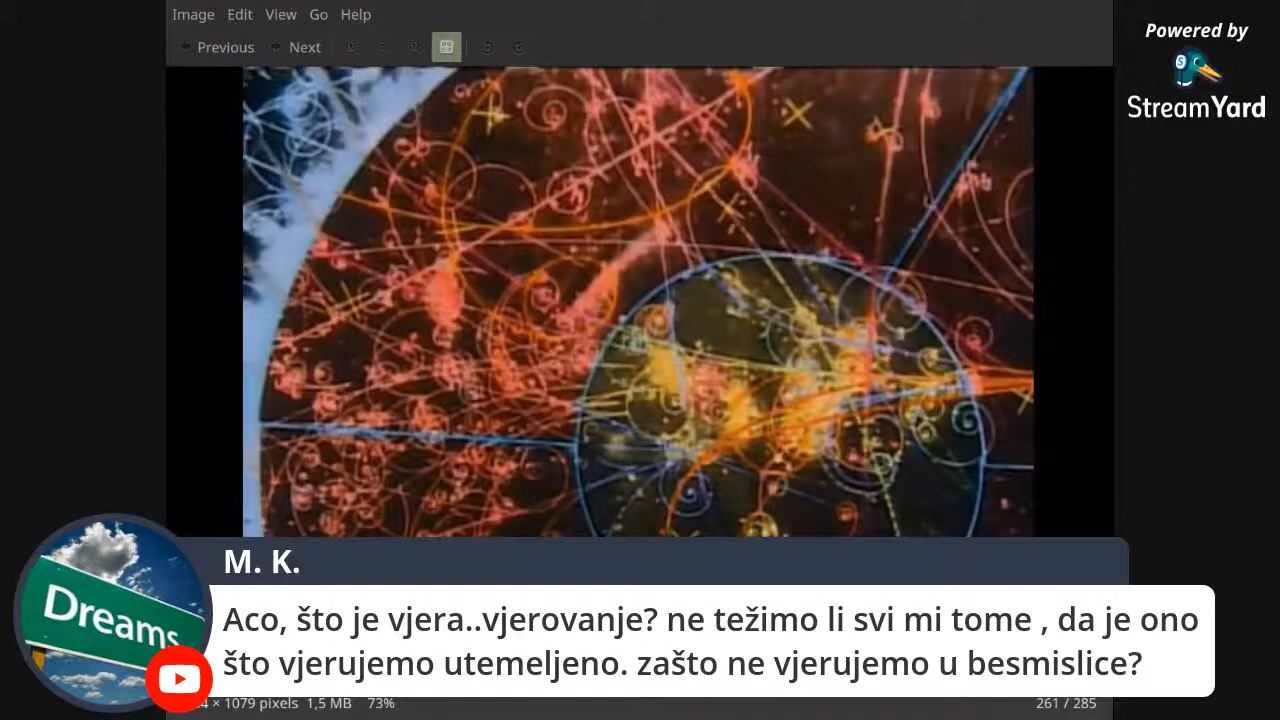 Image Edit View Go Help
Previous Next
Powered by
StreamYard
Dreams
M. K.
Aco, što je vjera..vjerovanje? ne težimo li svi mi tome , da je ono
što vjerujemo utemeljeno. zašto ne vjerujemo u besmislice?
4 × 1079 pixels 1,5 MB 73% 261 / 285